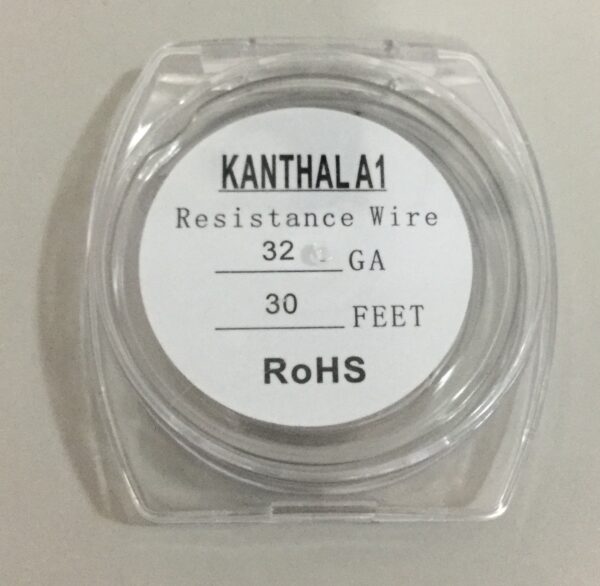 KANTHAL A1
Resistance Wire
32 GA
30 FEET
RoHS